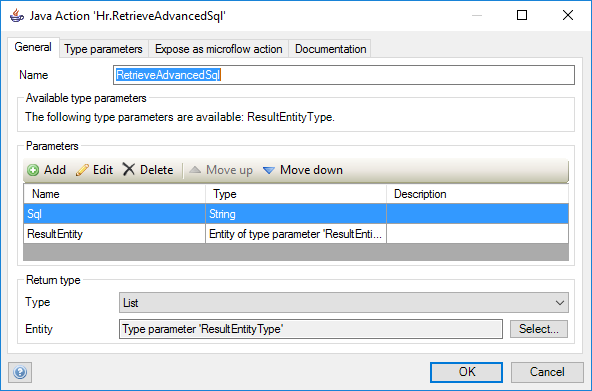 Java Action 'Hr.RetrieveAdvancedSql'
General Type parameters Expose as microflow action Documentation
Name RetrieveAdvancedSql
Available type parameters
The following type parameters are available: ResultEntityType.
Parameters
Add Edit Delete Move up Move down
Name Type Description
Sql String
ResultEntity Entity of type parameter 'ResultEnti...
Return type
Type List
Entity Type parameter 'ResultEntityType' Select...
? OK Cancel